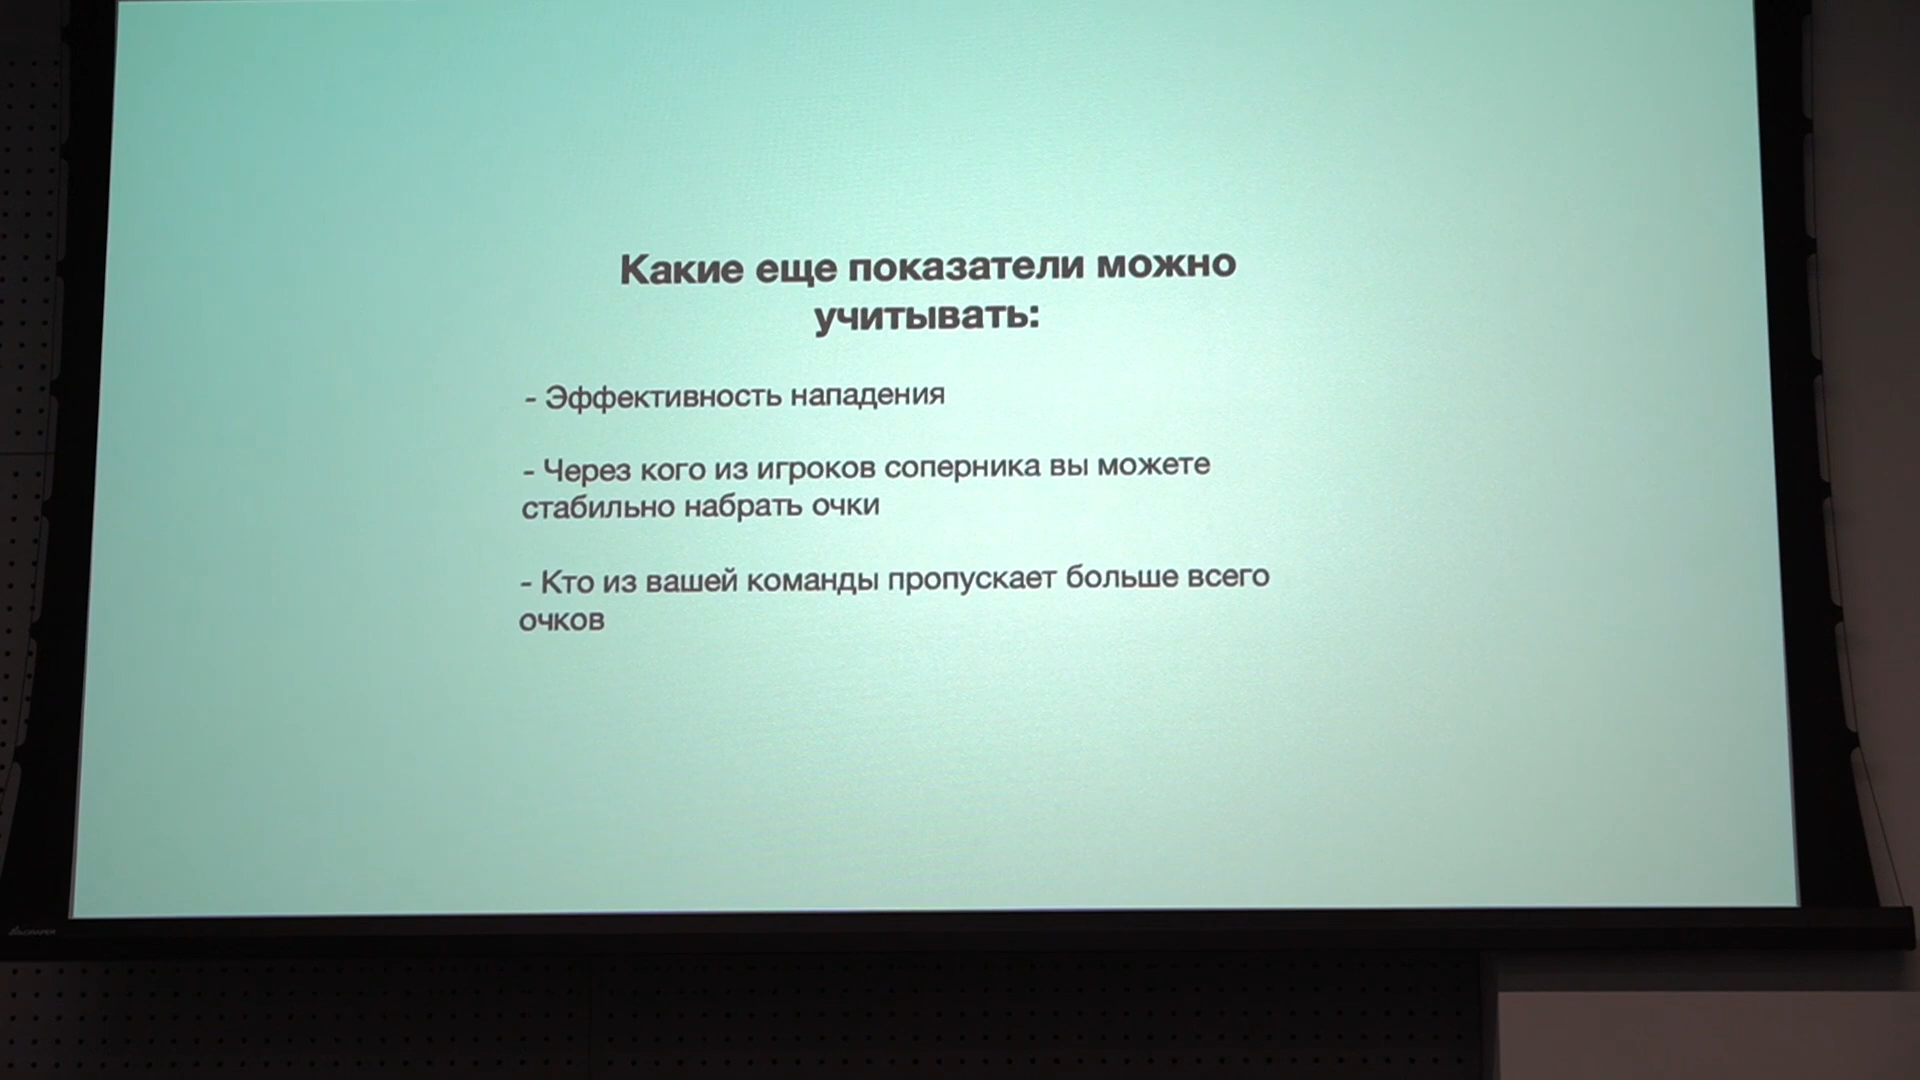 Какие еще показатели можно
учитывать:
- Эффективность нападения
- Через кого из игроков соперника вы можете
стабильно набрать очки
- Кто из вашей команды пропускает больше всего
очков